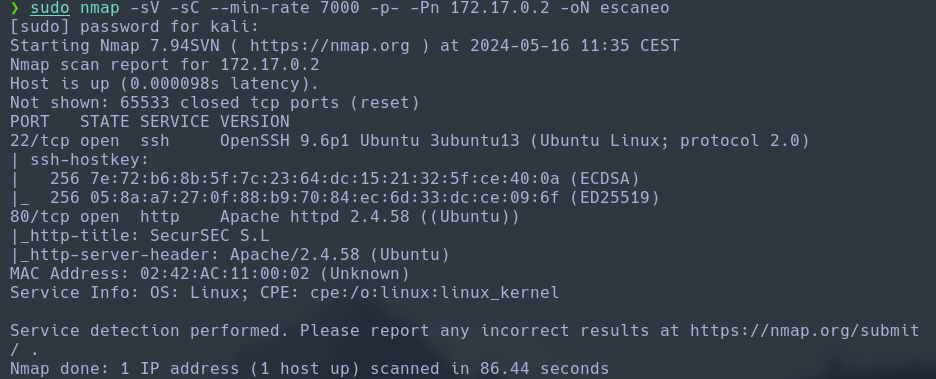 ❯ sudo nmap -sV -sC --min-rate 7000 -p- -Pn 172.17.0.2 -oN escaneo
[sudo] password for kali:
Starting Nmap 7.94SVN ( https://nmap.org ) at 2024-05-16 11:35 CEST
Nmap scan report for 172.17.0.2
Host is up (0.000098s latency).
Not shown: 65533 closed tcp ports (reset)
PORT   STATE SERVICE VERSION
22/tcp open  ssh     OpenSSH 9.6p1 Ubuntu 3ubuntu13 (Ubuntu Linux; protocol 2.0)
| ssh-hostkey:
|   256 7e:72:b6:8b:5f:7c:23:64:dc:15:21:32:5f:ce:40:0a (ECDSA)
|_  256 05:8a:a7:27:0f:88:b9:70:84:ec:6d:33:dc:ce:09:6f (ED25519)
80/tcp open  http    Apache httpd 2.4.58 ((Ubuntu))
|_http-title: SecurSEC S.L
|_http-server-header: Apache/2.4.58 (Ubuntu)
MAC Address: 02:42:AC:11:00:02 (Unknown)
Service Info: OS: Linux; CPE: cpe:/o:linux:linux_kernel

Service detection performed. Please report any incorrect results at https://nmap.org/submit
/ .
Nmap done: 1 IP address (1 host up) scanned in 86.44 seconds